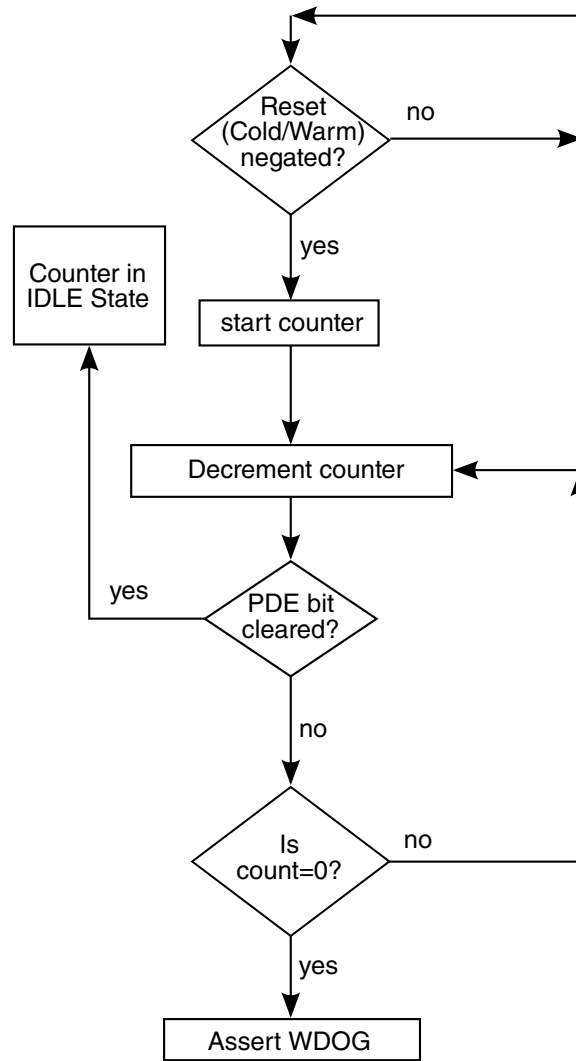 Reset
(Cold/Warm)
negated?
no
yes
Counter in
IDLE State
start counter
Decrement counter
yes
PDE bit
cleared?
no
Is
count=0?
no
yes
Assert WDOG